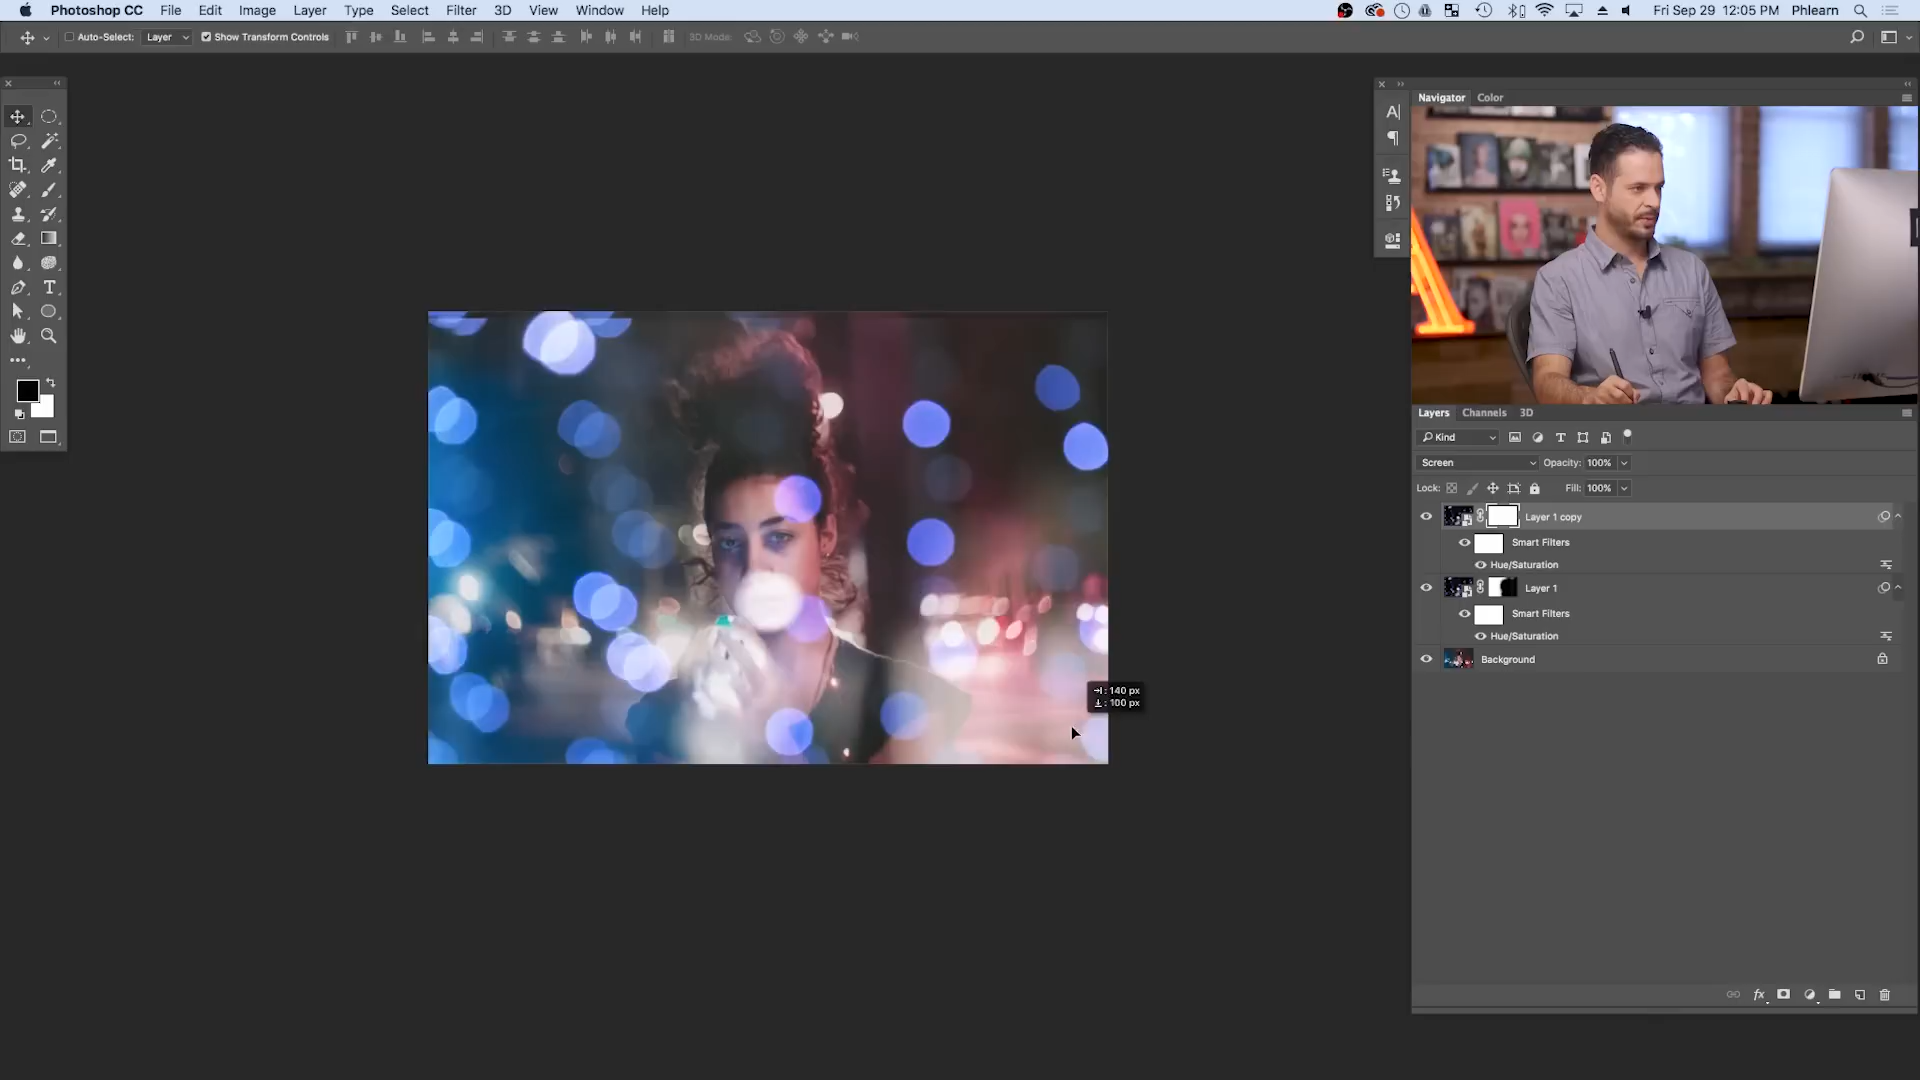 Photoshop CC File Edit Image Layer Type Select Filter 3D View Window Help Fri Sep 29 12:05 PM Phlearn
Auto-Select: Layer Show Transform Controls 3D Mode:
Navigator Color
Layers Channels 3D
Kind
Screen Opacity: 100%
Lock: Fill: 100%
Layer 1 copy
Smart Filters
Hue/Saturation
Layer 1
Smart Filters
Hue/Saturation
Background
: 140 px
: 100 px